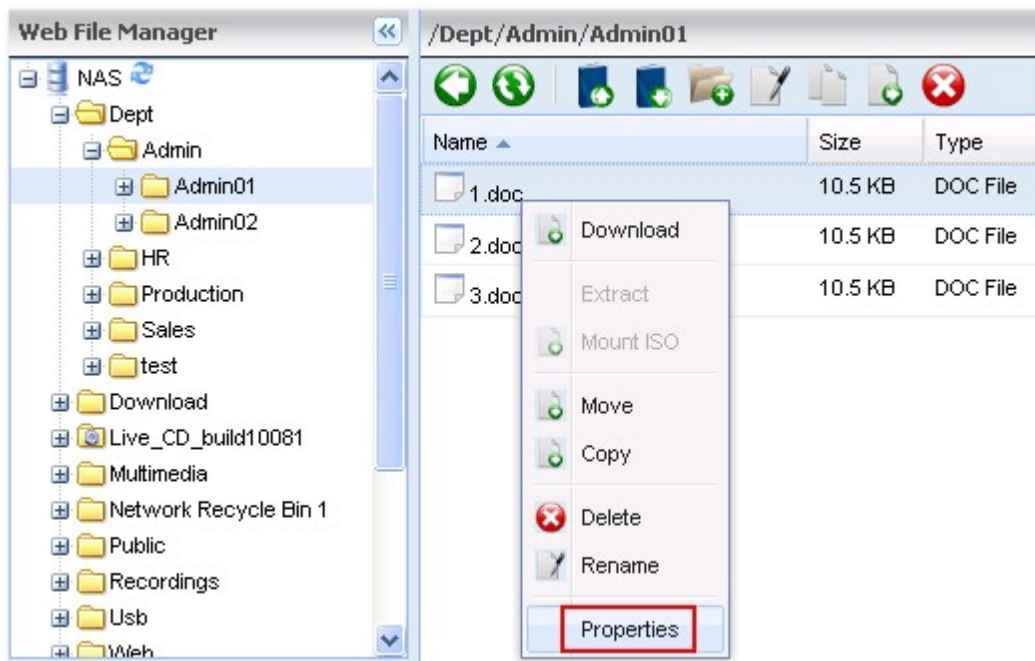 Web File Manager
NAS
Dept
Admin
Admin01
Admin02
HR
Production
Sales
test
Download
Live_CD_build10081
Multimedia
Network Recycle Bin 1
Public
Recordings
Usb
Web
/Dept/Admin/Admin01
Name Size Type
1.doc 10.5 KB DOC File
2.doc 10.5 KB DOC File
3.doc 10.5 KB DOC File
Download
Extract
Mount ISO
Move
Copy
Delete
Rename
Properties